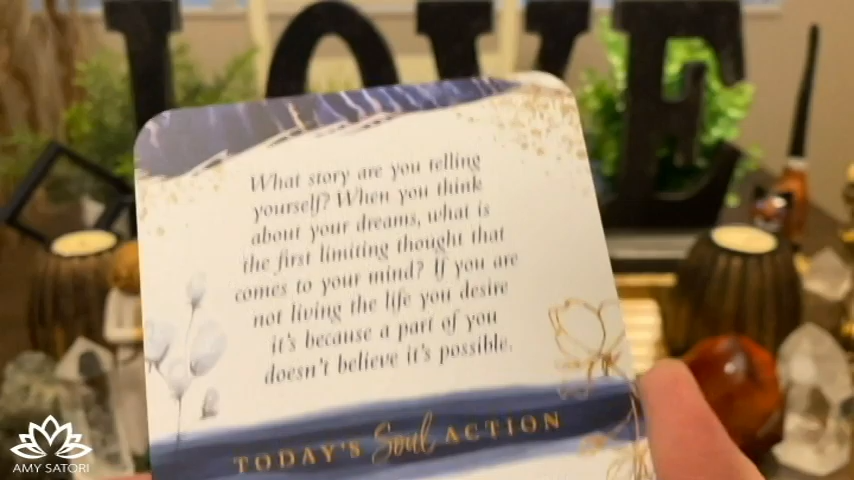 LOVE
What story are you telling
yourself? When you think
about your dreams, what is
the first limiting thought that
comes to your mind? If you are
not living the life you desire
it's because a part of you
doesn't believe it's possible.
TODAY'S Soul ACTION
AMY SATORI